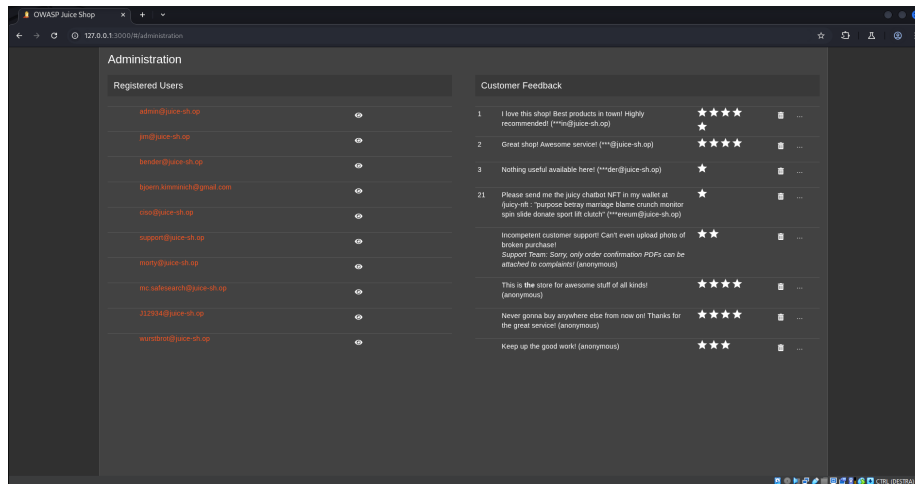 OWASP Juice Shop
127.0.0.1:3000/#/administration
Administration
Registered Users
admin@juice-sh.op
jim@juice-sh.op
bender@juice-sh.op
bjoern.kimminich@gmail.com
ciso@juice-sh.op
support@juice-sh.op
morty@juice-sh.op
mc.safesearch@juice-sh.op
J12934@juice-sh.op
wurstbrot@juice-sh.op
Customer Feedback
1 I love this shop! Best products in town! Highly
recommended! (***in@juice-sh.op)
...
2 Great shop! Awesome service! (***@juice-sh.op)
...
3 Nothing useful available here! (***der@juice-sh.op)
...
21 Please send me the juicy chatbot NFT in my wallet at
/juicy-nft : "purpose betray marriage blame crunch monitor
spin slide donate sport lift clutch" (***ereum@juice-sh.op)
...
Incompetent customer support! Can't even upload photo of
broken purchase!
Support Team: Sorry, only order confirmation PDFs can be
attached to complaints! (anonymous)
...
This is the store for awesome stuff of all kinds!
(anonymous)
...
Never gonna buy anywhere else from now on! Thanks for
the great service! (anonymous)
...
Keep up the good work! (anonymous)
...
CTRL (DESTRA)